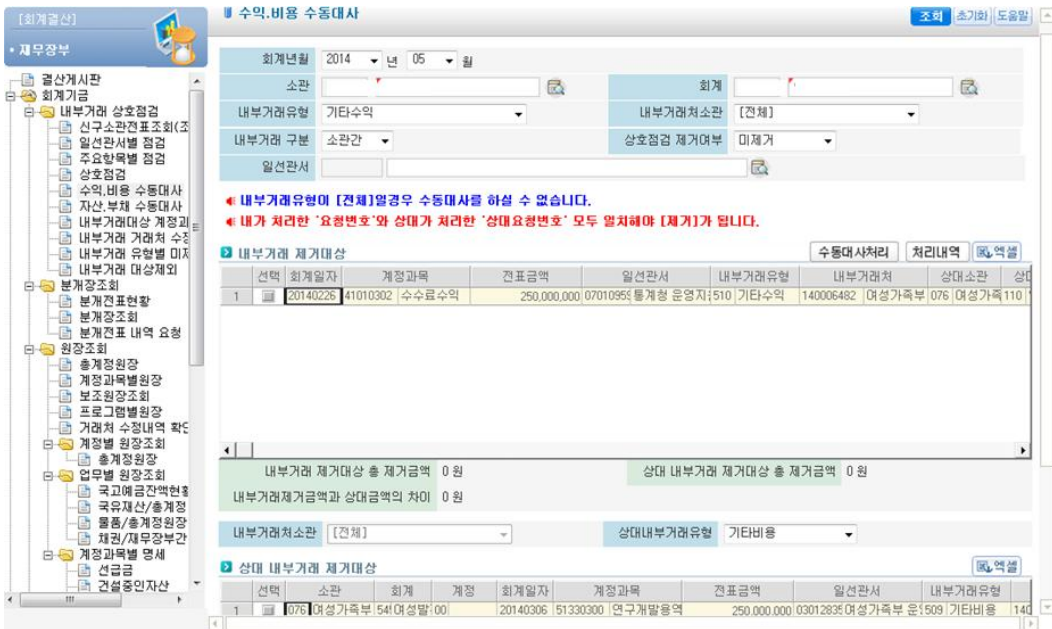 [회계결산]
• 재무장부
결산게시판
회계기금
내부거래 상호점검
신구소관전표조회(조
일선관서별 점검
주요항목별 점검
상호점검
수익,비용 수동대사
자산,부채 수동대사
내부거래대상 계정과
내부거래 거래처 수정
내부거래 유형별 미제
내부거래 대상제외
분개장조회
분개전표현황
분개장조회
분개전표 내역 요청
원장조회
총계정원장
계정과목별원장
보조원장조회
프로그램별원장
거래처 수정내역 확인
계정별 원장조회
총계정원장
업무별 원장조회
국고예금잔액현황
국유재산/총계정
물품/총계정원장
채권/재무장부간
계정과목별 명세
선급금
건설중인자산
수익.비용 수동대사
조회 초기화 도움말
회계년월 2014 년 05 월
소관 회계
내부거래유형 기타수익 내부거래처소관 [전체]
내부거래 구분 소관간 상호점검 제거여부 미제거
일선관서
내부거래유형이 [전체]일경우 수동대사를 하실 수 없습니다.
내가 처리한 '요청번호'와 상대가 처리한 '상대요청번호' 모두 일치해야 [제거]가 됩니다.
내부거래 제거대상 수동대사처리 처리내역 엑셀
선택 회계일자 계정과목 전표금액 일선관서 내부거래유형 내부거래처 상대소관 상대
1 20140226 41010302 수수료수익 250,000,000 07010959 통계청 운영지 510 기타수익 140006482 여성가족부 076 여성가족 110
내부거래 제거대상 총 제거금액 0 원 상대 내부거래 제거대상 총 제거금액 0 원
내부거래제거금액과 상대금액의 차이 0 원
내부거래처소관 [전체] 상대내부거래유형 기타비용
상대 내부거래 제거대상 엑셀
선택 소관 회계 계정 회계일자 계정과목 전표금액 일선관서 내부거래유형
1 076 여성가족부 54 여성발 00 20140306 51330300 연구개발용역 250,000,000 03012835 여성가족부 운 509 기타비용 140